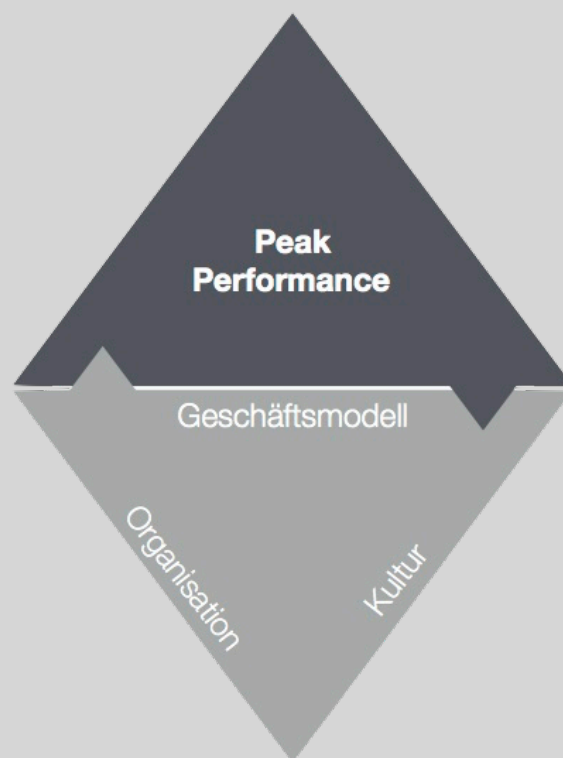 Peak
Performance
Geschäftsmodell
Organisation
Kultur